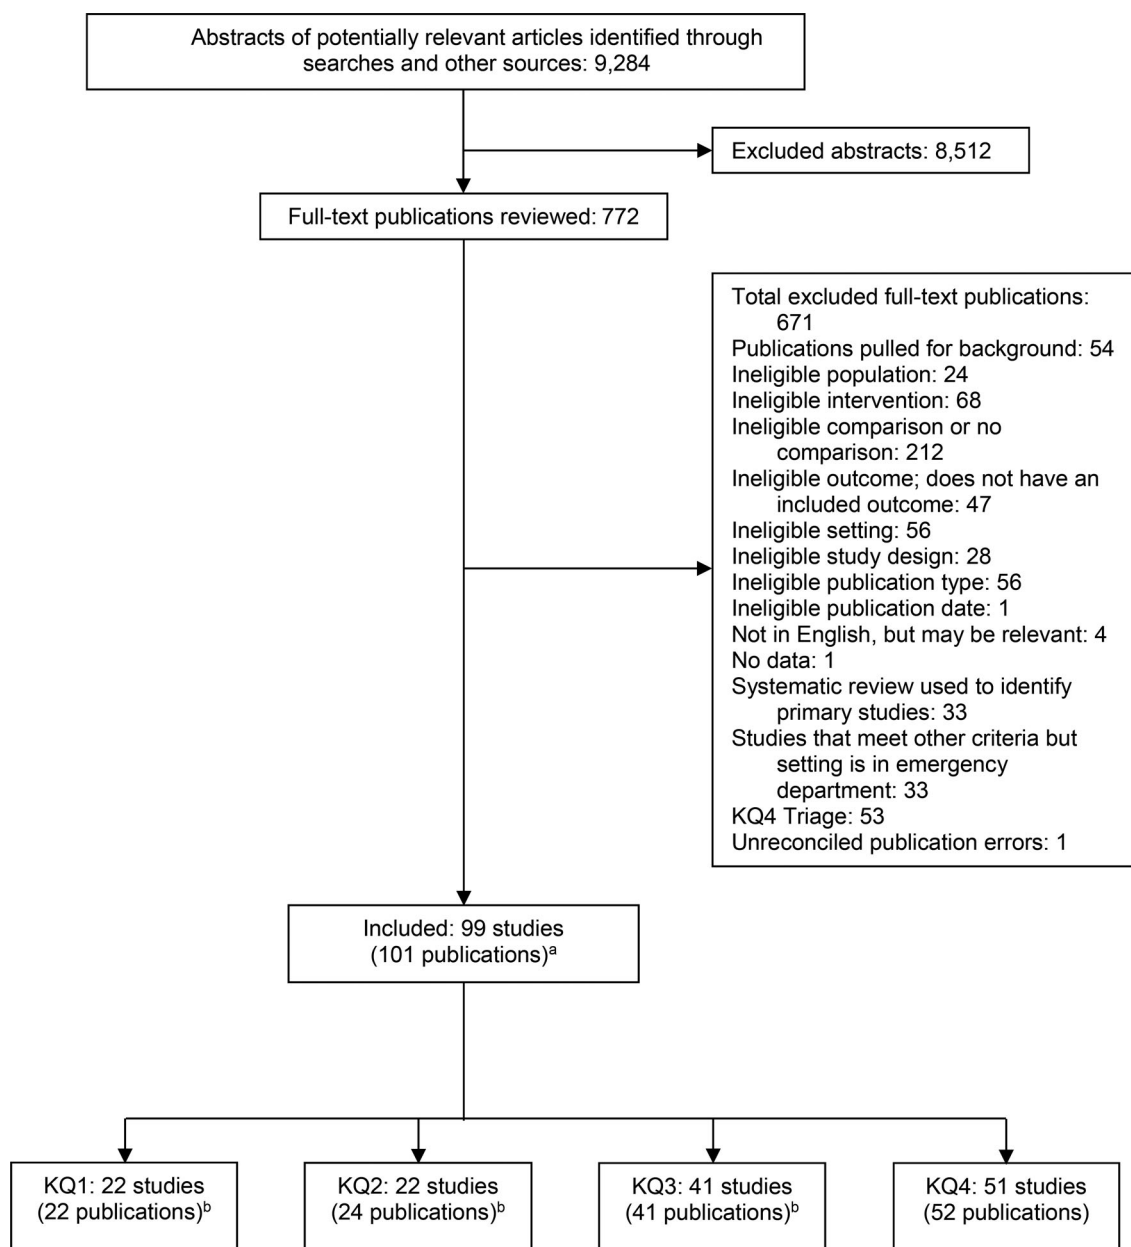 Abstracts of potentially relevant articles identified through
searches and other sources: 9,284
Excluded abstracts: 8,512
Full-text publications reviewed: 772
Total excluded full-text publications:
671
Publications pulled for background: 54
Ineligible population: 24
Ineligible intervention: 68
Ineligible comparison or no
comparison: 212
Ineligible outcome; does not have an
included outcome: 47
Ineligible setting: 56
Ineligible study design: 28
Ineligible publication type: 56
Ineligible publication date: 1
Not in English, but may be relevant: 4
No data: 1
Systematic review used to identify
primary studies: 33
Studies that meet other criteria but
setting is in emergency
department: 33
KQ4 Triage: 53
Unreconciled publication errors: 1
Included: 99 studies
(101 publications)a
KQ1: 22 studies
(22 publications)b
KQ2: 22 studies
(24 publications)b
KQ3: 41 studies
(41 publications)b
KQ4: 51 studies
(52 publications)